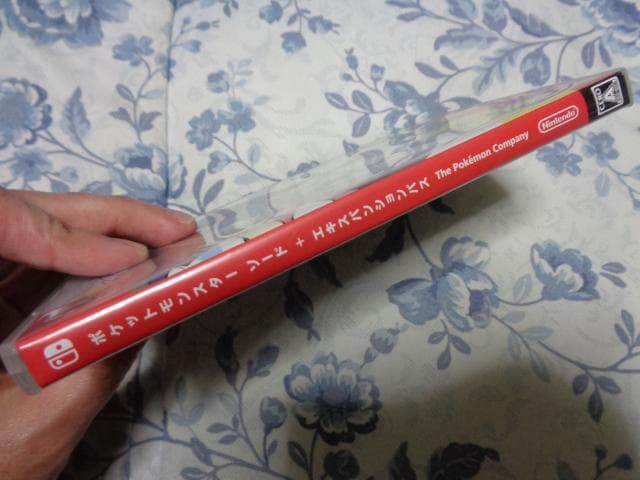 ポケットモンスター ソード + エキスパンションパス The Pokémon Company Nintendo
A
CERO